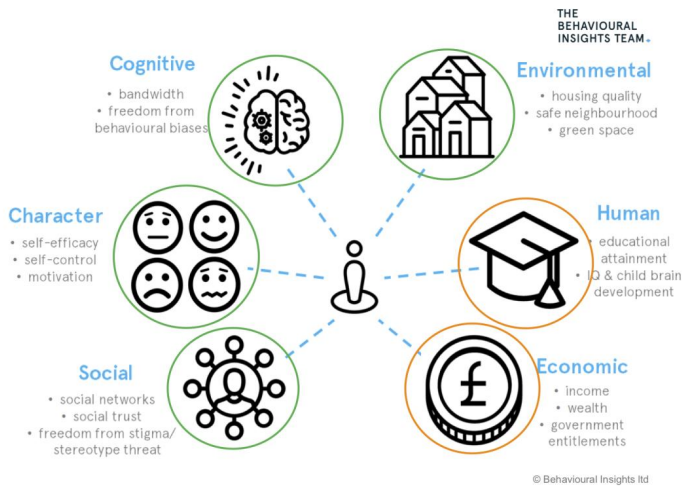 THE
BEHAVIOURAL
INSIGHTS TEAM.
Cognitive
• bandwidth
• freedom from
behavioural biases
Environmental
• housing quality
• safe neighbourhood
• green space
Character
• self-efficacy
• self-control
• motivation
Human
• educational
attainment
• IQ & child brain
development
Social
• social networks
• social trust
• freedom from stigma/
stereotype threat
£
Economic
• income
• wealth
• government
entitlements
© Behavioural Insights ltd